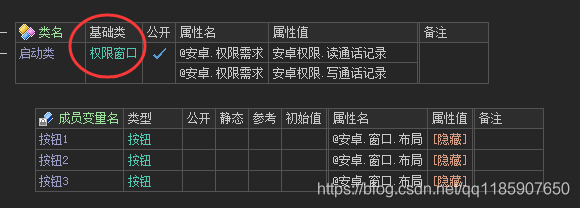 类名 基础类 公开 属性名 属性值 备注
启动类 权限窗口 @安卓.权限需求 安卓权限.读通话记录
@安卓.权限需求 安卓权限.写通话记录
成员变量名 类型 公开 静态 参考 初始值 属性名 属性值 备注
按钮1 按钮 @安卓.窗口.布局 [隐藏]
按钮2 按钮 @安卓.窗口.布局 [隐藏]
按钮3 按钮 @安卓.窗口.布局 [隐藏]
https://blog.csdn.net/qq1185907650